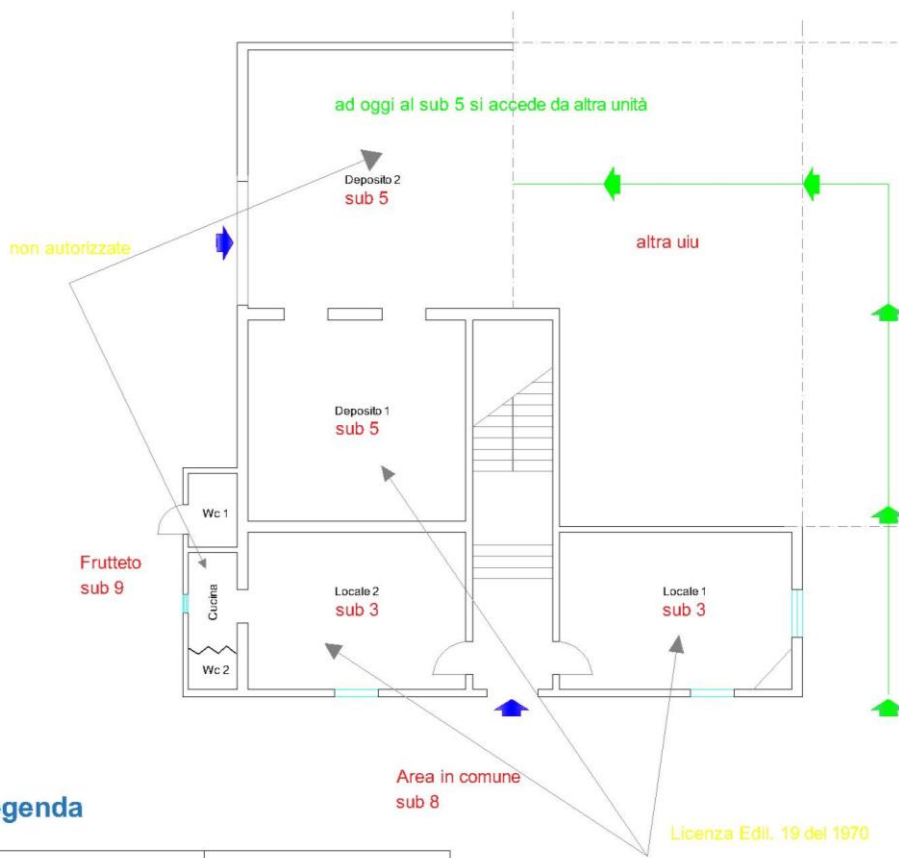 ad oggi al sub 5 si accede da altra unità
Deposito 2
sub 5
non autorizzate
altra uiu
Deposito 1
sub 5
Wc 1
Frutteto
sub 9
Cucina
Locale 2
sub 3
Locale 1
sub 3
Wc 2
Area in comune
sub 8
genda
Licenza Edil. 19 del 1970